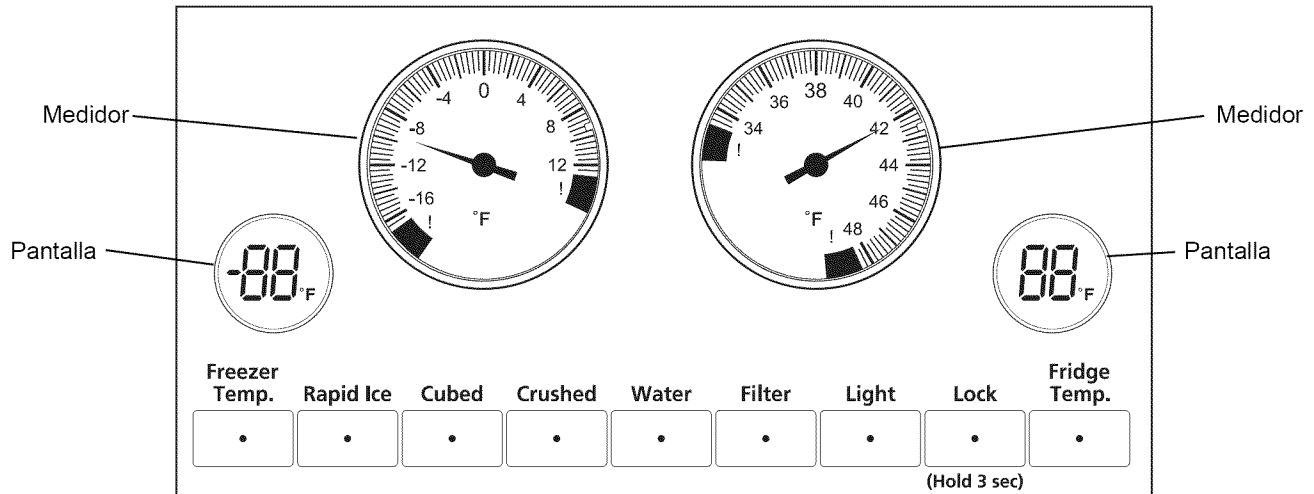 Medidor
Medidor
Pantalla
Pantalla
-16 -12 -8 -4 0 4 8 12
!
!
°F
34 36 38 40 42 44 46 48
!
!
°F
-88 °F
88 °F
Freezer
Temp.
Rapid Ice
Cubed
Crushed
Water
Filter
Light
Lock
(Hold 3 sec)
Fridge
Temp.